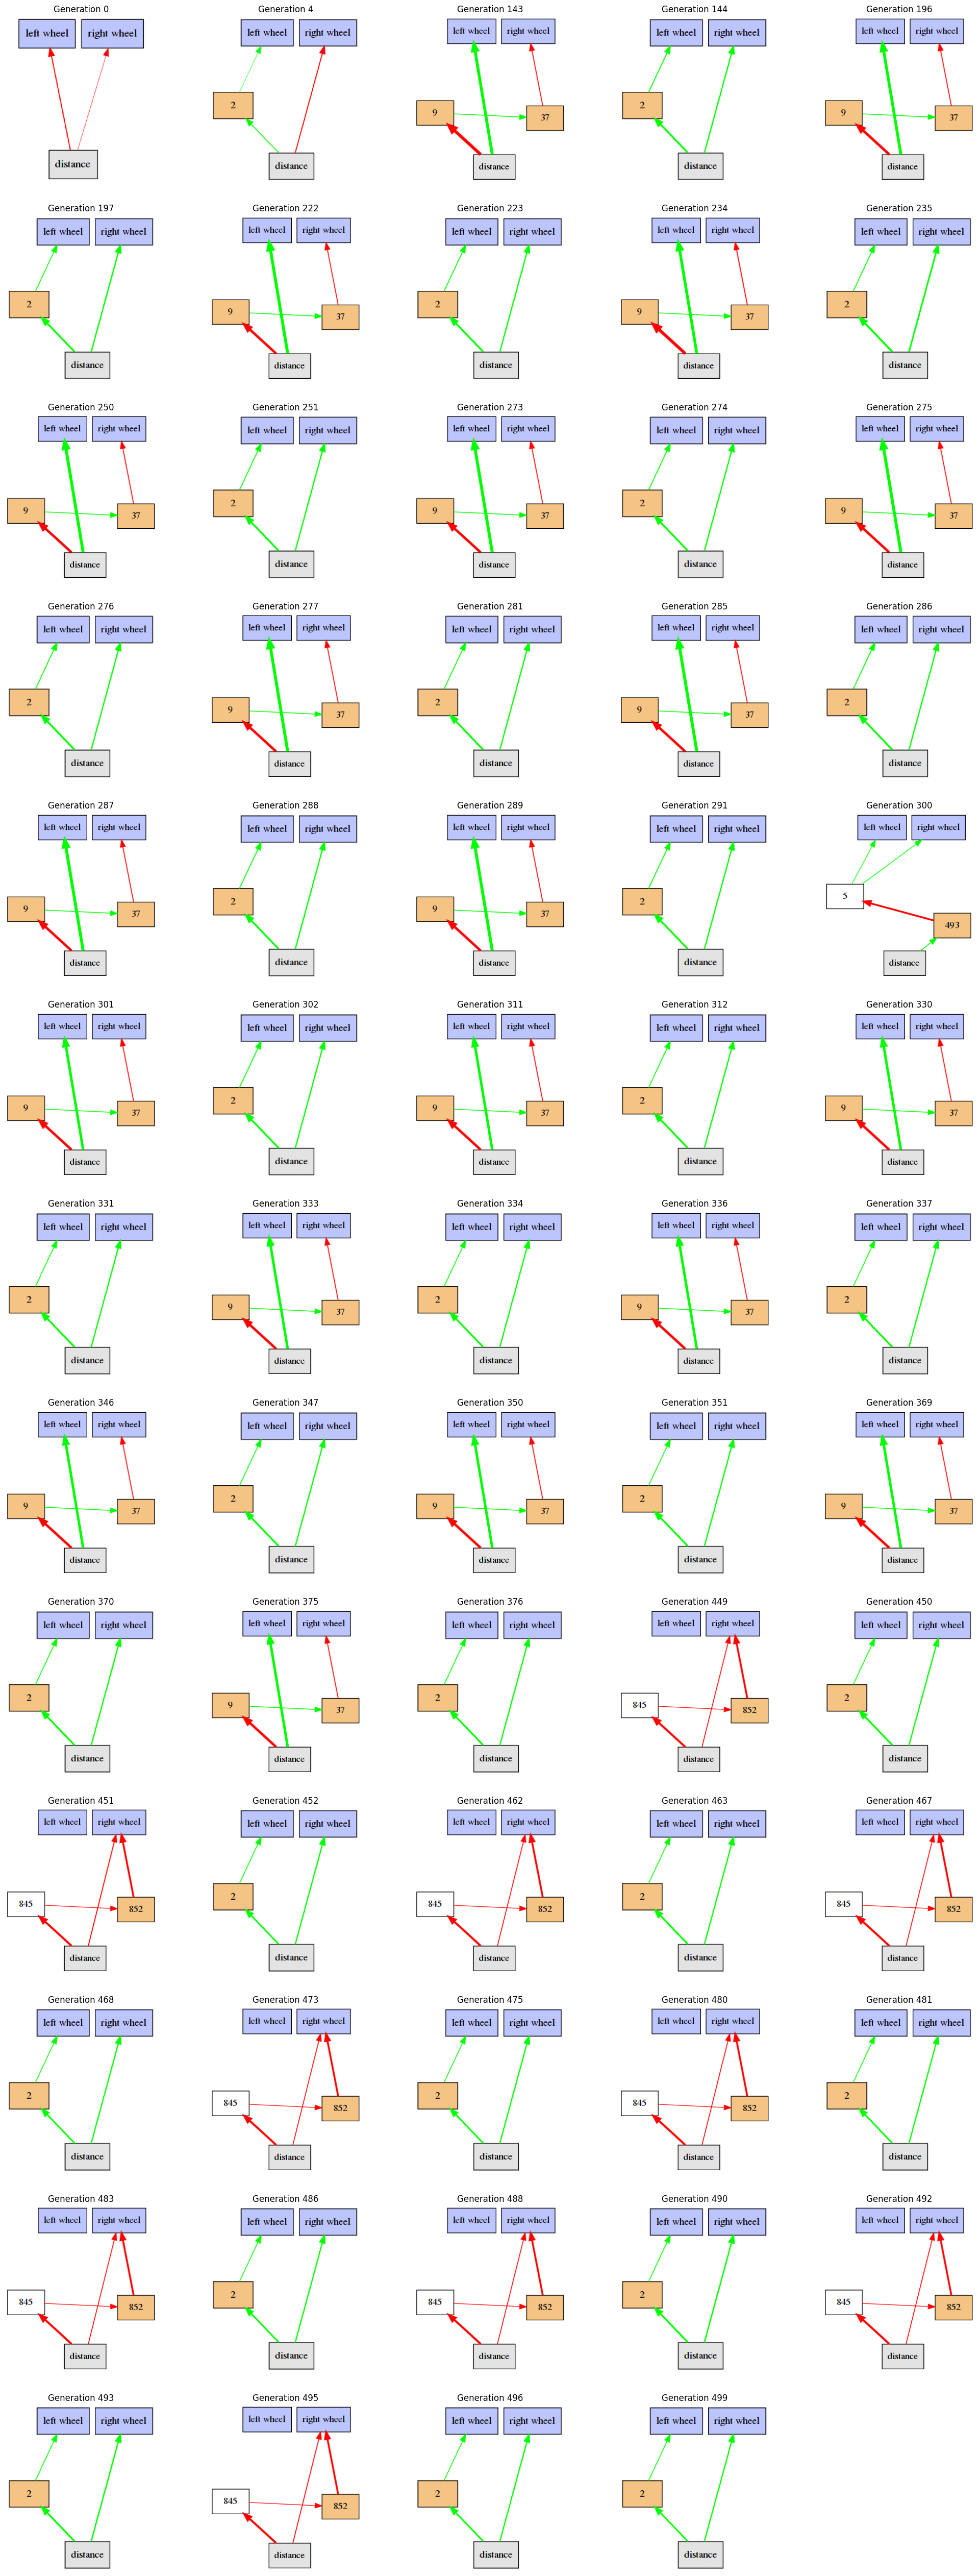 Generation 0 Generation 4 Generation 143 Generation 144 Generation 196
left wheel right wheel left wheel right wheel left wheel right wheel left wheel right wheel left wheel right wheel
2 9 37 2 9 37
distance distance distance distance distance
Generation 197 Generation 222 Generation 223 Generation 234 Generation 235
left wheel right wheel left wheel right wheel left wheel right wheel left wheel right wheel left wheel right wheel
2 9 37 2 9 37 2
distance distance distance distance distance
Generation 250 Generation 251 Generation 273 Generation 274 Generation 275
left wheel right wheel left wheel right wheel left wheel right wheel left wheel right wheel left wheel right wheel
9 37 2 9 37 2 9 37
distance distance distance distance distance
Generation 276 Generation 277 Generation 281 Generation 285 Generation 286
left wheel right wheel left wheel right wheel left wheel right wheel left wheel right wheel left wheel right wheel
2 9 37 2 9 37 2
distance distance distance distance distance
Generation 287 Generation 288 Generation 289 Generation 291 Generation 300
left wheel right wheel left wheel right wheel left wheel right wheel left wheel right wheel left wheel right wheel
9 37 2 9 37 2 5 493
distance distance distance distance distance
Generation 301 Generation 302 Generation 311 Generation 312 Generation 330
left wheel right wheel left wheel right wheel left wheel right wheel left wheel right wheel left wheel right wheel
9 37 2 9 37 2 9 37
distance distance distance distance distance
Generation 331 Generation 333 Generation 334 Generation 336 Generation 337
left wheel right wheel left wheel right wheel left wheel right wheel left wheel right wheel left wheel right wheel
2 9 37 2 9 37 2
distance distance distance distance distance
Generation 346 Generation 347 Generation 350 Generation 351 Generation 369
left wheel right wheel left wheel right wheel left wheel right wheel left wheel right wheel left wheel right wheel
9 37 2 9 37 2 9 37
distance distance distance distance distance
Generation 370 Generation 375 Generation 376 Generation 449 Generation 450
left wheel right wheel left wheel right wheel left wheel right wheel left wheel right wheel left wheel right wheel
2 9 37 2 845 852 2
distance distance distance distance distance
Generation 451 Generation 452 Generation 462 Generation 463 Generation 467
left wheel right wheel left wheel right wheel left wheel right wheel left wheel right wheel left wheel right wheel
845 852 2 845 852 2 845 852
distance distance distance distance distance
Generation 468 Generation 473 Generation 475 Generation 480 Generation 481
left wheel right wheel left wheel right wheel left wheel right wheel left wheel right wheel left wheel right wheel
2 845 852 2 845 852 2
distance distance distance distance distance
Generation 483 Generation 486 Generation 488 Generation 490 Generation 492
left wheel right wheel left wheel right wheel left wheel right wheel left wheel right wheel left wheel right wheel
845 852 2 845 852 2 845 852
distance distance distance distance distance
Generation 493 Generation 495 Generation 496 Generation 499
left wheel right wheel left wheel right wheel left wheel right wheel left wheel right wheel
2 845 852 2 2
distance distance distance distance